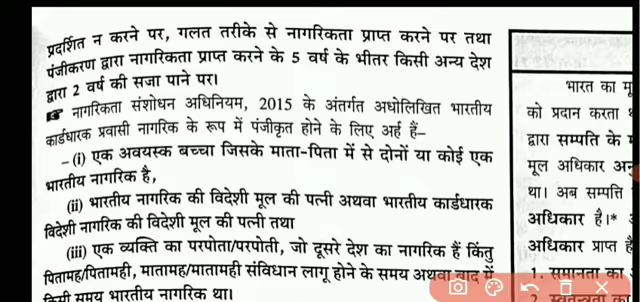 प्रदर्शित न करने पर, गलत तरीके से नागरिकता प्राप्त करने पर तथा
पंजीकरण द्वारा नागरिकता प्राप्त करने के 5 वर्ष के भीतर किसी अन्य देश
द्वारा 2 वर्ष की सजा पाने पर।
☞ नागरिकता संशोधन अधिनियम, 2015 के अंतर्गत अधोलिखित भारतीय
कार्डधारक प्रवासी नागरिक के रूप में पंजीकृत होने के लिए अर्ह हैं–
–(i) एक अवयस्क बच्चा जिसके माता-पिता में से दोनों या कोई एक
भारतीय नागरिक है,
(ii) भारतीय नागरिक की विदेशी मूल की पत्नी अथवा भारतीय कार्डधारक
विदेशी नागरिक की विदेशी मूल की पत्नी तथा
(iii) एक व्यक्ति का परपोता/परपोती, जो दूसरे देश का नागरिक हैं किंतु
पितामह/पितामही, मातामह/मातामही संविधान लागू होने के समय अथवा बाद में
किसी समय भारतीय नागरिक था।
भारत का
को प्रदान करता
द्वारा सम्पत्ति के
मूल अधिकार
था। अब सम्पत्ति
अधिकार है।*
अधिकार प्राप्त
1. समानता का
2. स्वतन्त्रता का